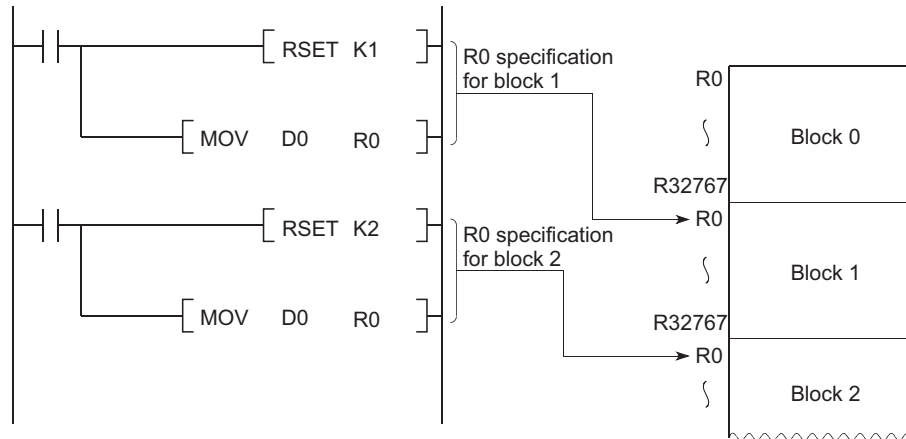 RSET K1
MOV D0 R0
R0 specification
for block 1
RSET K2
MOV D0 R0
R0 specification
for block 2
R0
Block 0
R32767
R0
Block 1
R32767
R0
Block 2